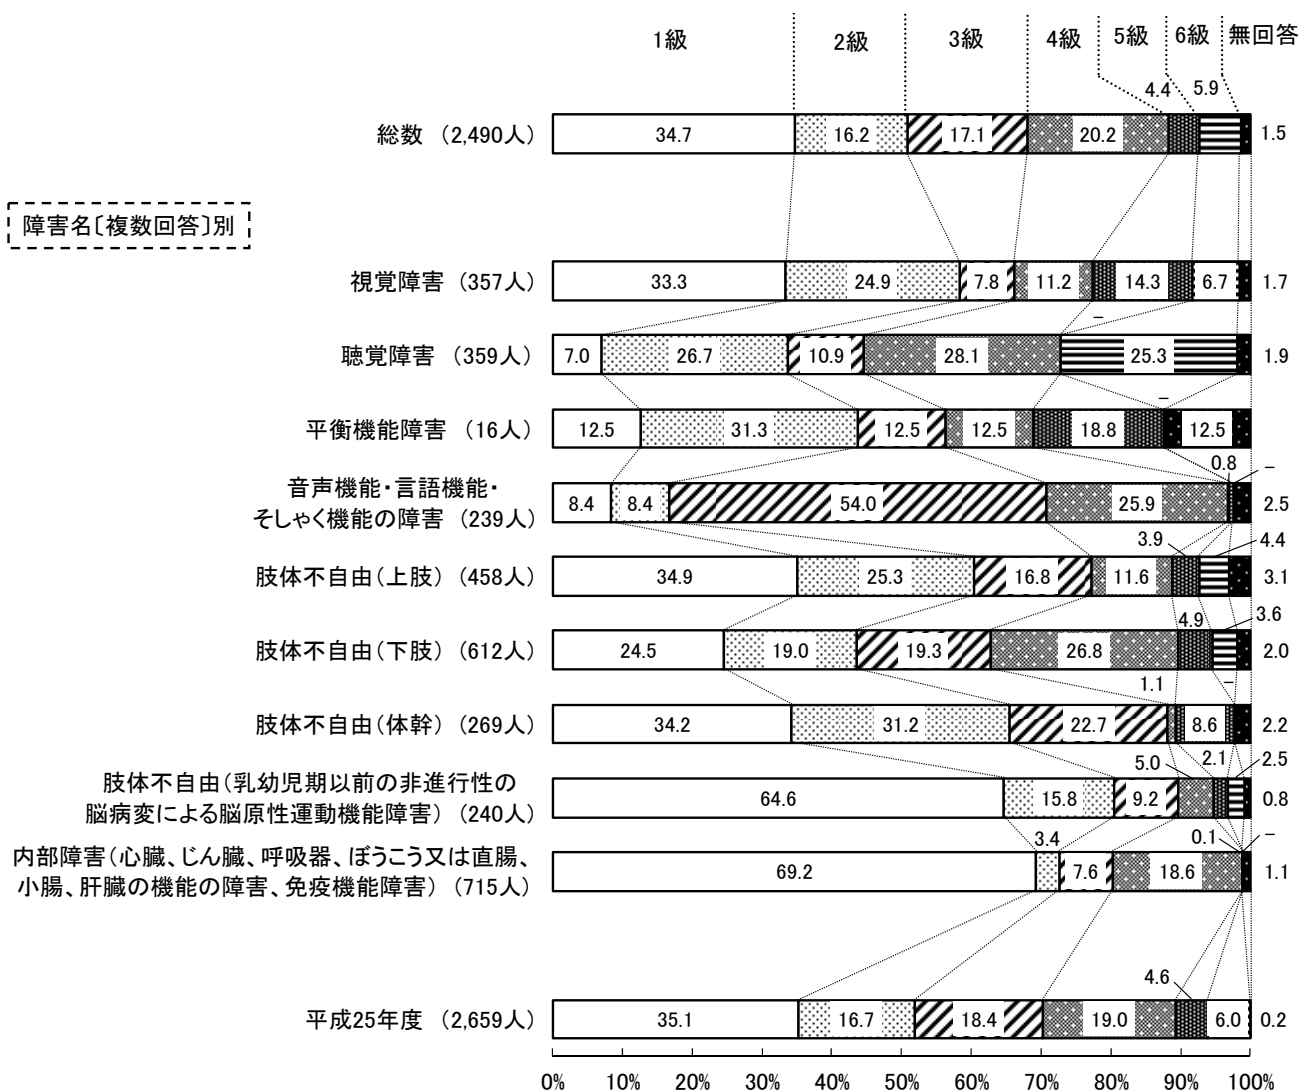 1級 2級 3級 4級 5級 6級 無回答
4.4 5.9
総数 (2,490人) 34.7 16.2 17.1 20.2 1.5
障害名〔複数回答〕別
視覚障害 (357人) 33.3 24.9 7.8 11.2 14.3 6.7 1.7
–
聴覚障害 (359人) 7.0 26.7 10.9 28.1 25.3 1.9
–
平衡機能障害 (16人) 12.5 31.3 12.5 12.5 18.8 12.5
0.8 –
音声機能・言語機能・
そしゃく機能の障害 (239人) 8.4 8.4 54.0 25.9 2.5
3.9 4.4
肢体不自由(上肢) (458人) 34.9 25.3 16.8 11.6 3.1
4.9 3.6
肢体不自由(下肢) (612人) 24.5 19.0 19.3 26.8 2.0
1.1 –
肢体不自由(体幹) (269人) 34.2 31.2 22.7 8.6 2.2
5.0 2.1 2.5
肢体不自由(乳幼児期以前の非進行性の
脳病変による脳原性運動機能障害) (240人) 64.6 15.8 9.2 0.8
3.4 0.1 –
内部障害(心臓、じん臓、呼吸器、ぼうこう又は直腸、
小腸、肝臓の機能の障害、免疫機能障害) (715人) 69.2 7.6 18.6 1.1
4.6
平成25年度 (2,659人) 35.1 16.7 18.4 19.0 6.0 0.2
0% 10% 20% 30% 40% 50% 60% 70% 80% 90% 100%